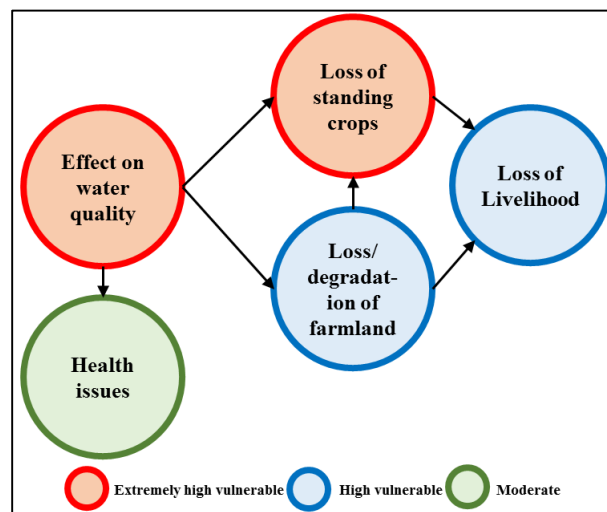 Loss of
standing
crops
Effect on
water
quality
Loss of
Livelihood
Loss/
degradat-
ion of
farmland
Health
issues
Extremely high vulnerable
High vulnerable
Moderate